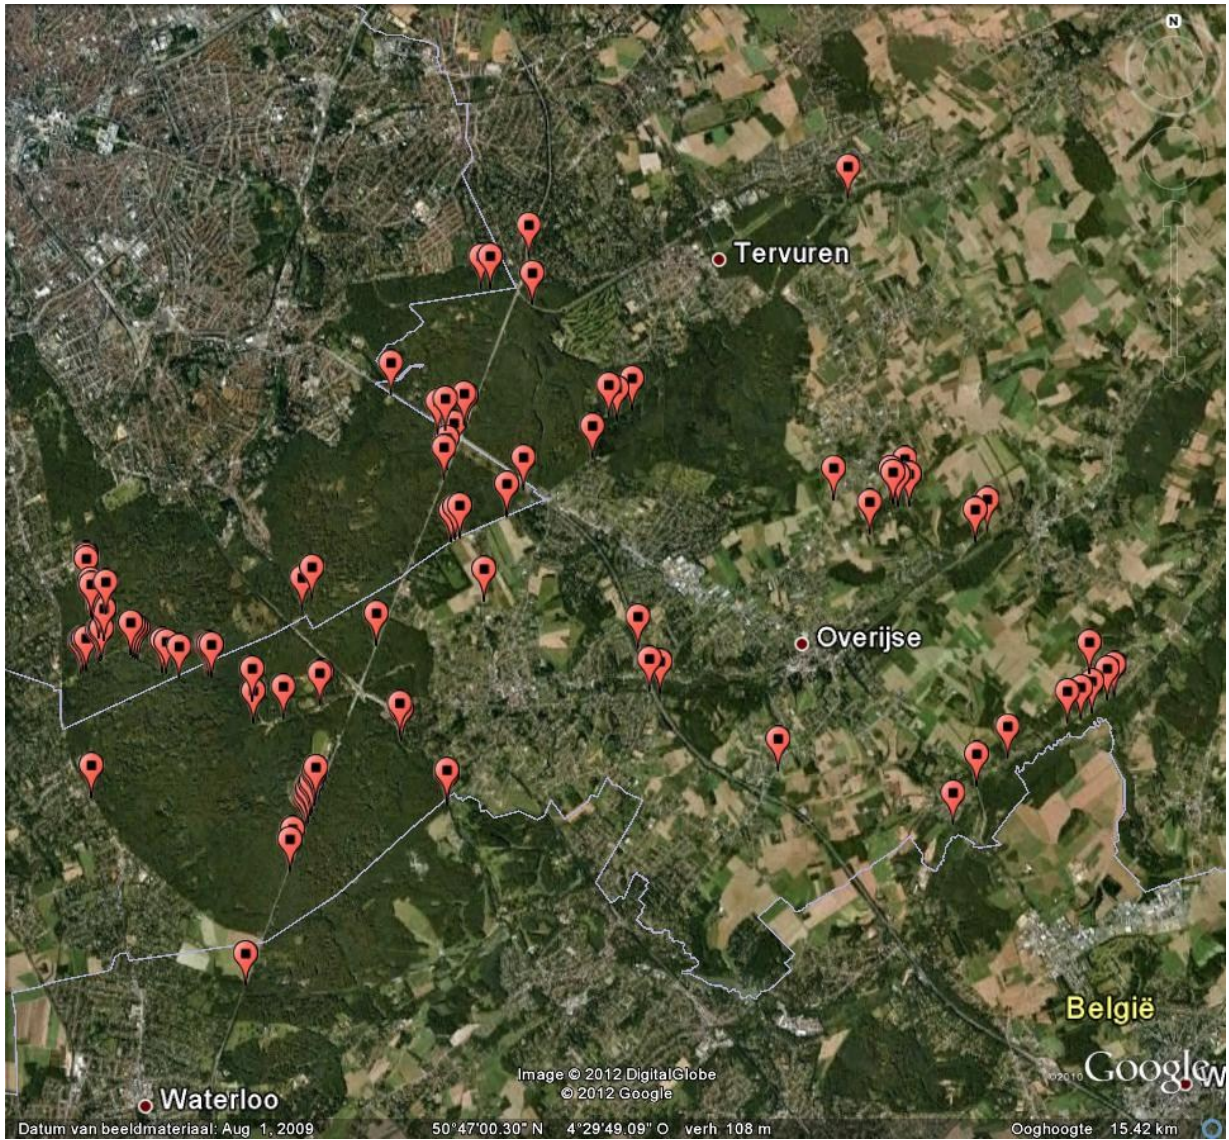 N
Tervuren
Overijse
België
Image © 2012 DigitalGlobe
© 2012 Google
©2010 Google
W
Waterloo
Datum van beeldmateriaal: Aug 1, 2009 50°47'00.30" N 4°29'49.09" O verh 108 m Ooghoogte 15.42 km